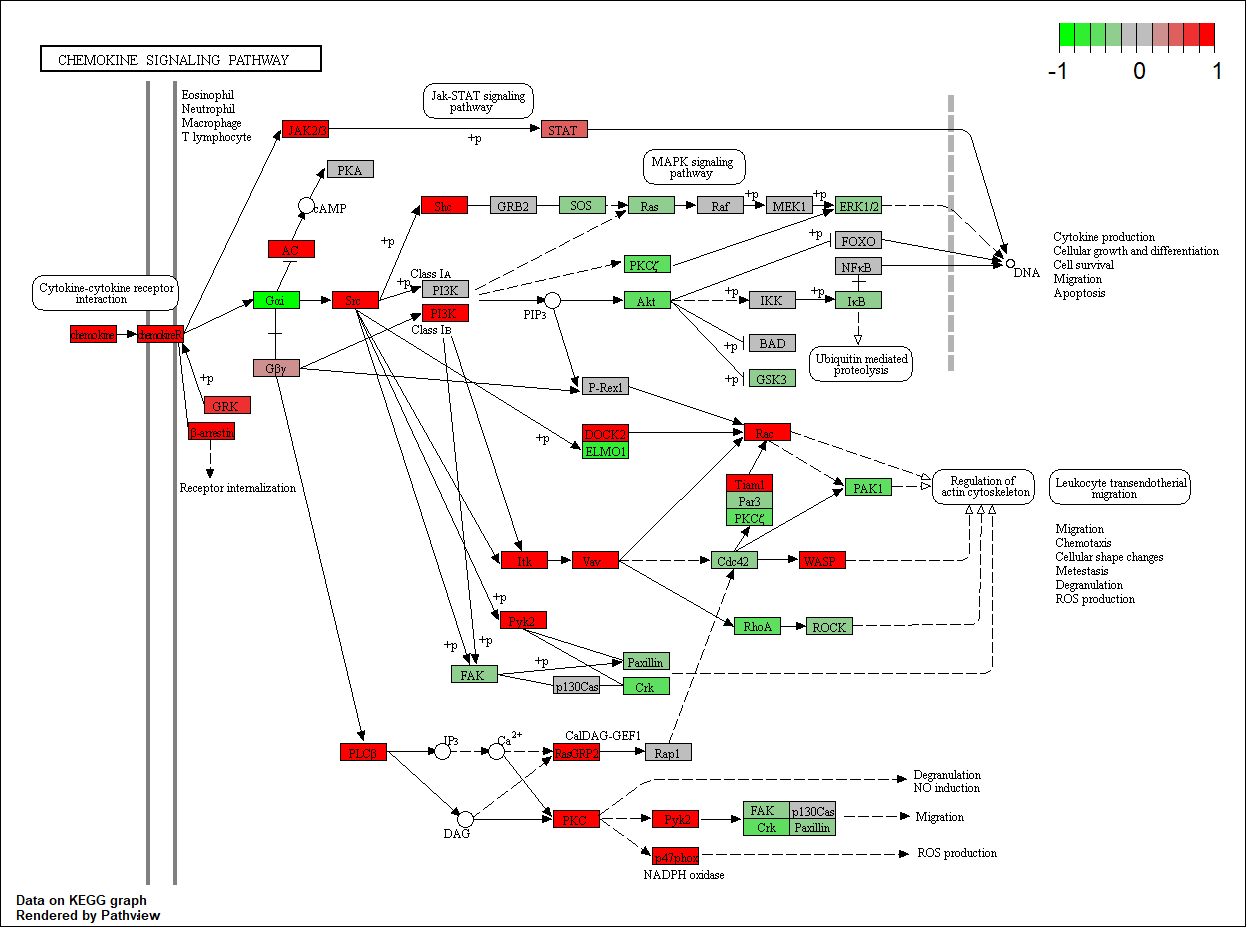 CHEMOKINE SIGNALING PATHWAY
-1 0 1
Eosinophil
Neutrophil
Macrophage
T lymphocyte
Jak-STAT signaling
pathway
JAK2/3
+p
STAT
MAPK signaling
pathway
PKA
cAMP
AC
+p
Shc
GRB2
SOS
Ras
Raf
+p
MEK1
+p
ERK1/2
+p
FOXO
NFκB
DNA
Cytokine production
Cellular growth and differentiation
Cell survival
Migration
Apoptosis
Cytokine-cytokine receptor
interaction
chemokine
chemokineR
Gαi
Src
+p
Class IA
PI3K
PI3K
Class IB
PKCζ
PIP3
Akt
+p
IKK
+p
IκB
+p
BAD
+p
GSK3
Ubiquitin mediated
proteolysis
Gβγ
P-Rex1
+p
GRK
β-arrestin
Receptor internalization
+p
DOCK2
ELMO1
Rac
Tiam1
Par3
PKCζ
PAK1
Regulation of
actin cytoskeleton
Leukocyte transendotherial
migration
Migration
Chemotaxis
Cellular shape changes
Metestasis
Degranulation
ROS production
Itk
Vav
Cdc42
WASP
+p
Pyk2
RhoA
ROCK
+p
+p
FAK
+p
Paxillin
p130Cas
Crk
PLCβ
IP3
Ca2+
CalDAG-GEF1
RasGRP2
Rap1
DAG
PKC
Pyk2
FAK
p130Cas
Crk
Paxillin
p47phox
NADPH oxidase
Degranulation
NO induction
Migration
ROS production
Data on KEGG graph
Rendered by Pathview